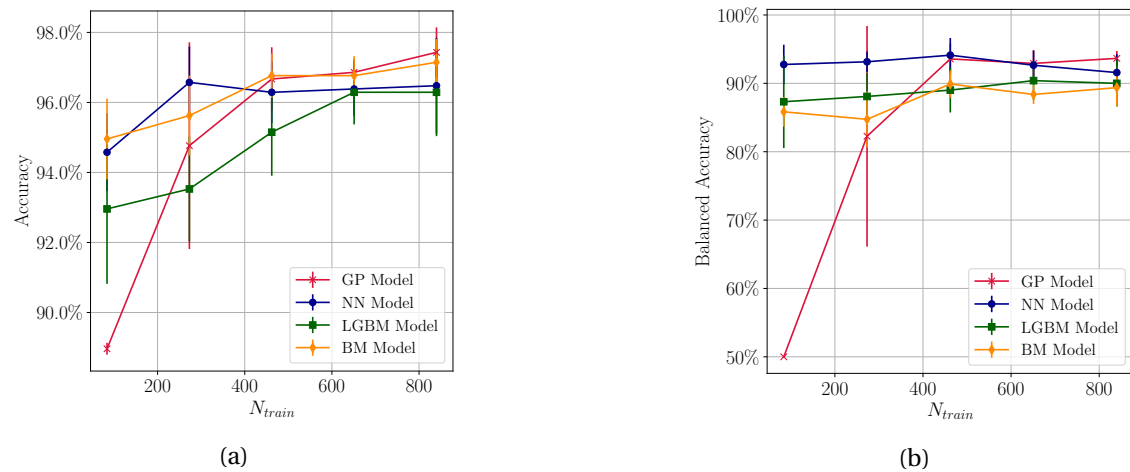 98.0%
96.0%
94.0%
92.0%
90.0%
Accuracy
200
400
600
800
N_train
GP Model
NN Model
LGBM Model
BM Model
(a)
100%
90%
80%
70%
60%
50%
Balanced Accuracy
200
400
600
800
N_train
GP Model
NN Model
LGBM Model
BM Model
(b)